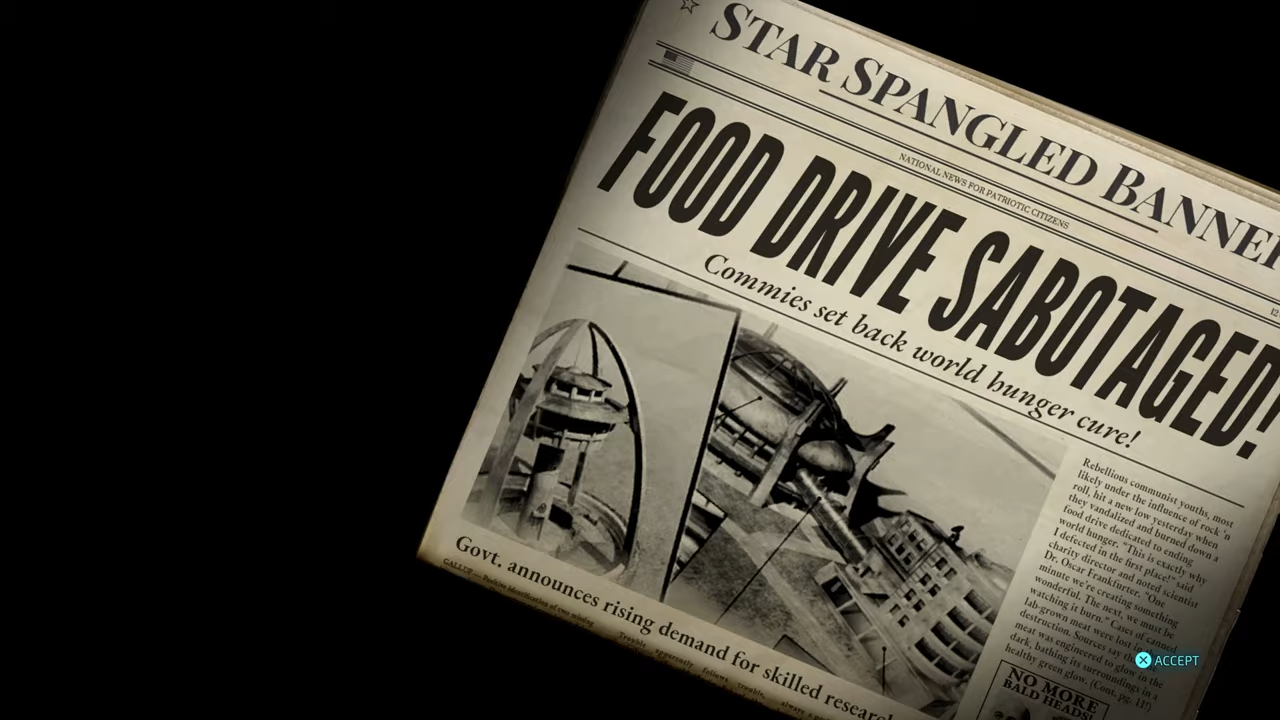 STAR SPANGLED BANNER
NATIONAL NEWS FOR PATRIOTIC CITIZENS
FOOD DRIVE SABOTAGED!
Commies set back world hunger cure!
Rebellious communist youths, most
likely under the influence of rock 'n
roll, hit a new low yesterday when
they vandalized and burned down a
food drive dedicated to ending
world hunger. "This is exactly why
I defected in the first place!" said
charity director and noted scientist
Dr. Oscar Frankfurter. "One
minute we're creating something
wonderful. The next, we must be
watching it burn." Cases of canned
lab-grown meat were lost in the
destruction. Sources say the
meat was engineered to glow in the
dark, bathing its surroundings in a
healthy green glow. (Cont. pg. 11!)
Govt. announces rising demand for skilled research
NO MORE
BALD HEADS!
ACCEPT